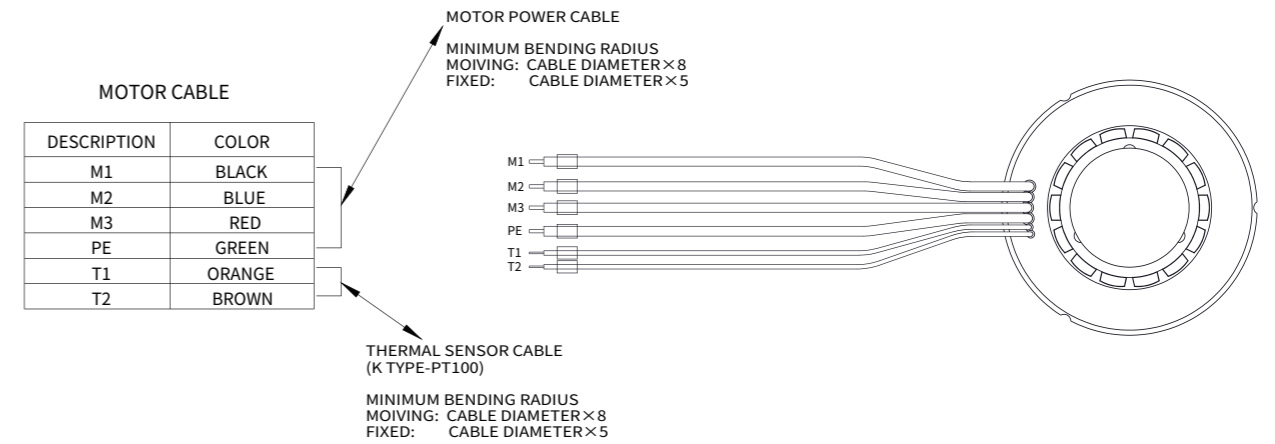 MOTOR POWER CABLE
MINIMUM BENDING RADIUS
MOIVING: CABLE DIAMETER×8
FIXED: CABLE DIAMETER×5
MOTOR CABLE
DESCRIPTION COLOR
M1 BLACK
M2 BLUE
M3 RED
PE GREEN
T1 ORANGE
T2 BROWN
M1
M2
M3
PE
T1
T2
THERMAL SENSOR CABLE
(K TYPE-PT100)
MINIMUM BENDING RADIUS
MOIVING: CABLE DIAMETER×8
FIXED: CABLE DIAMETER×5